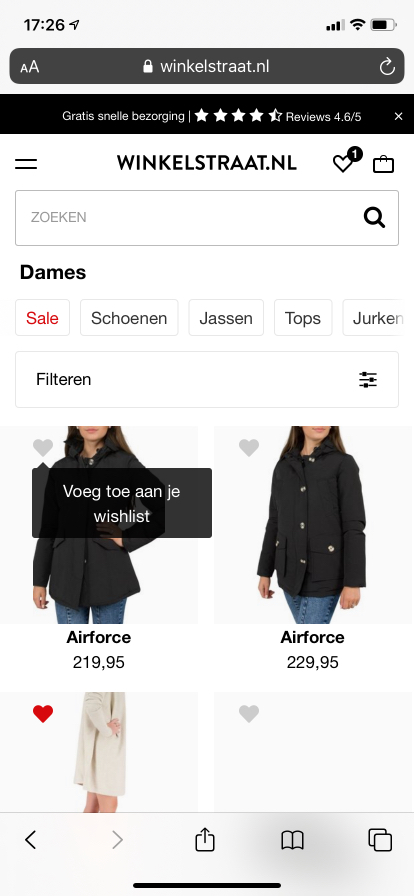 17:26
AA winkelstraat.nl
Gratis snelle bezorging | Reviews 4.6/5 ×
WINKELSTRAAT.NL 1
ZOEKEN
Dames
Sale Schoenen Jassen Tops Jurken
Filteren
Voeg toe aan je
wishlist
Airforce Airforce
219,95 229,95